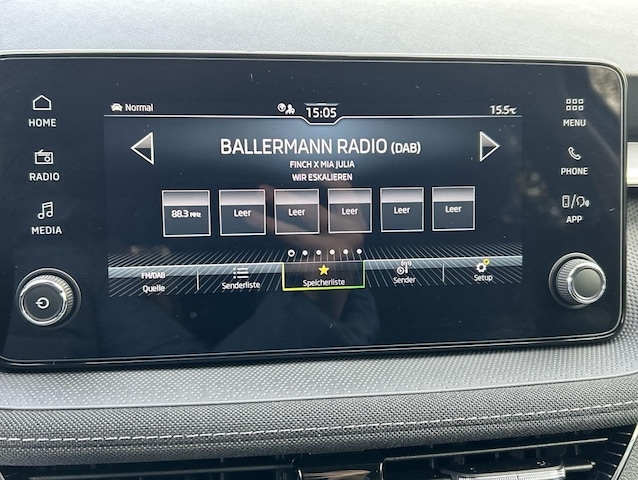 Normal
15:05
15.5°C
HOME
RADIO
MEDIA
BALLERMANN RADIO (DAB)
FINCH X MIA JULIA
WIR ESKALIEREN
88.3 MHz
Leer
Leer
Leer
Leer
Leer
FM/DAB
Quelle
Senderliste
Speicherliste
Sender
Setup
MENU
PHONE
APP